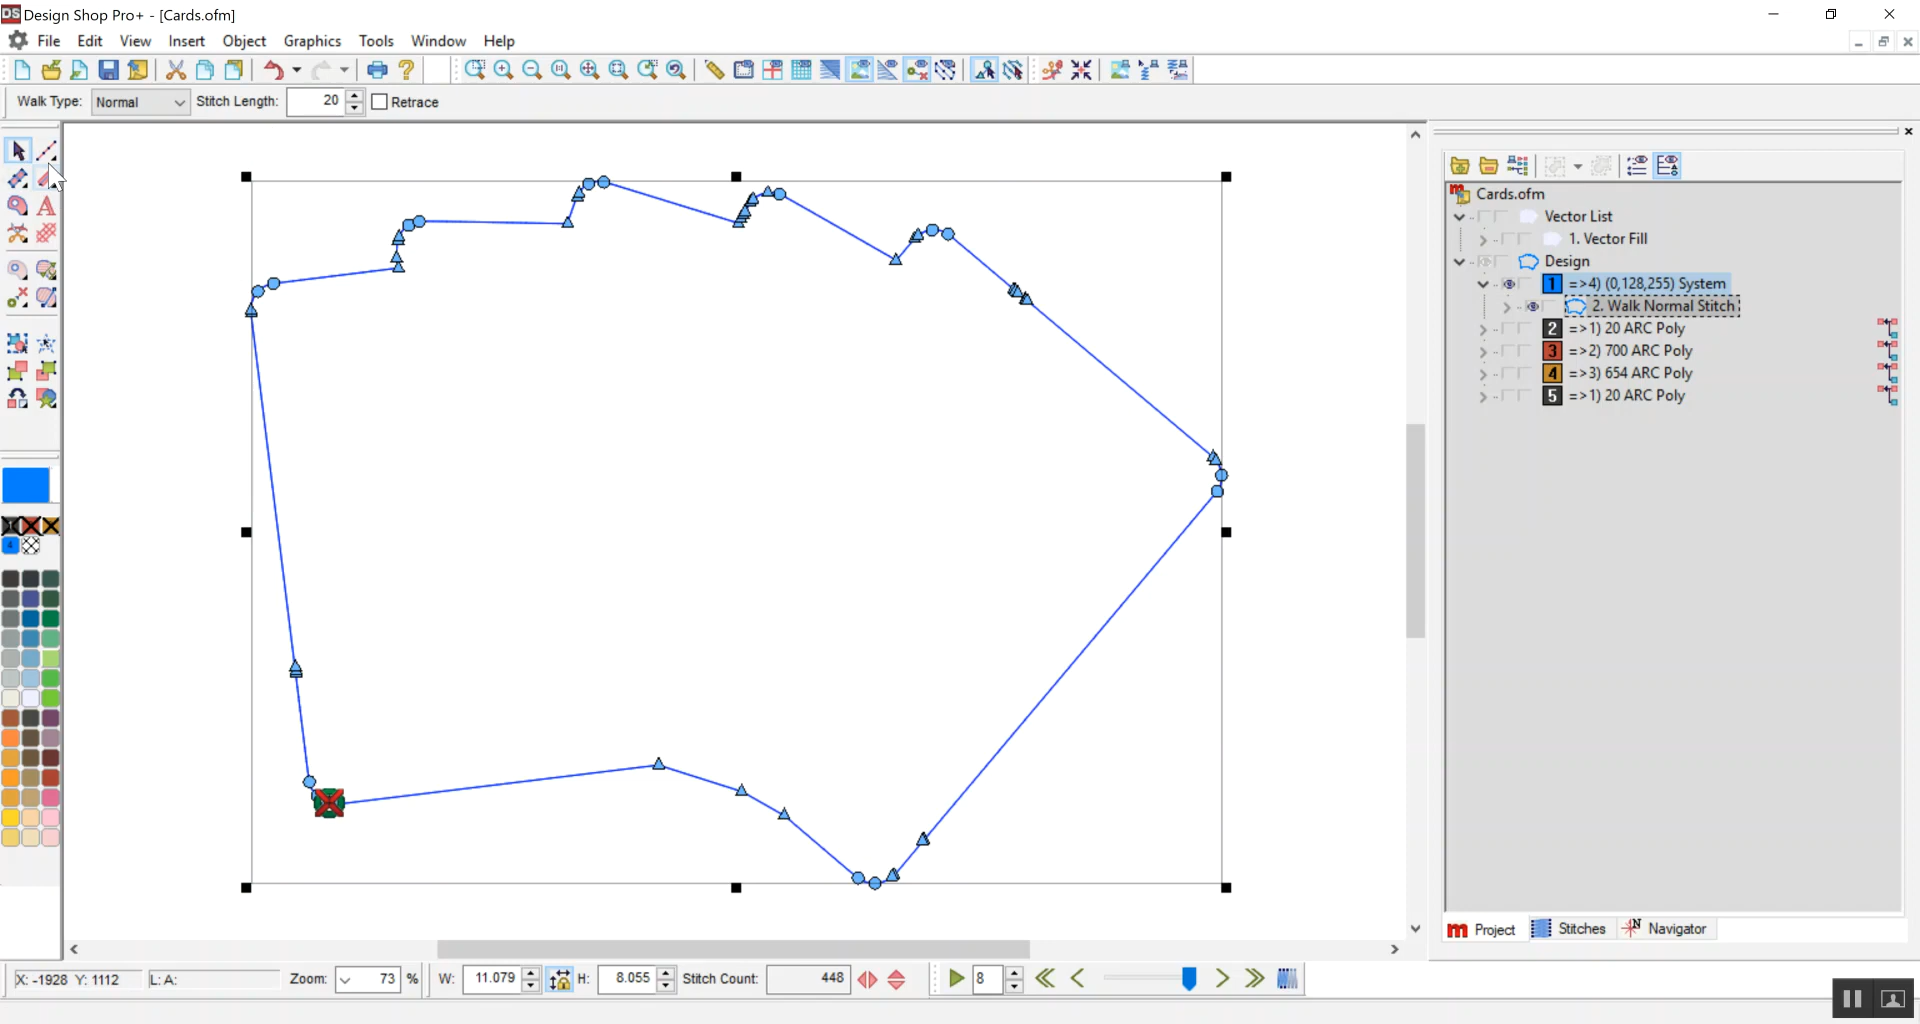 DS Design Shop Pro+ - [Cards.ofm]
File Edit View Insert Object Graphics Tools Window Help
Walk Type: Normal Stitch Length: 20 Retrace
Cards.ofm
Vector List
1. Vector Fill
Design
1 =>4) (0,128,255) System
2. Walk Normal Stitch
2 =>1) 20 ARC Poly
3 =>2) 700 ARC Poly
4 =>3) 654 ARC Poly
5 =>1) 20 ARC Poly
Project Stitches Navigator
X: -1928 Y: 1112 L: A: Zoom: 73 % W: 11.079 H: 8.055 Stitch Count: 448 8